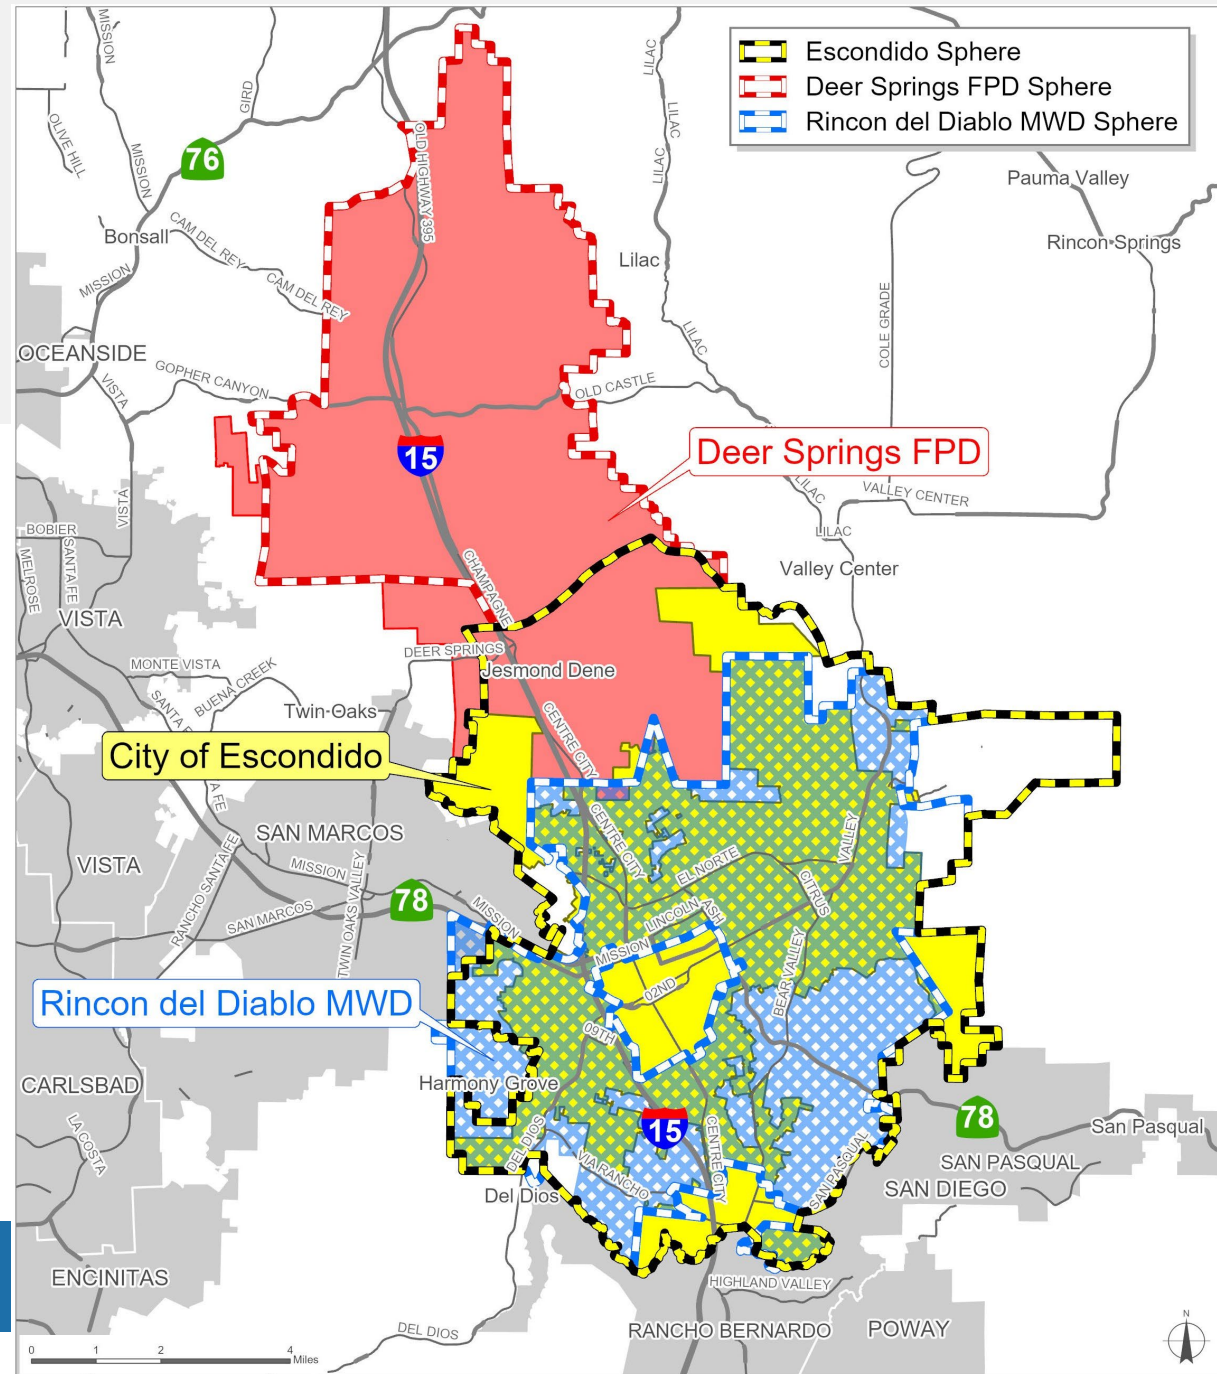 Escondido Sphere
Deer Springs FPD Sphere
Rincon del Diablo MWD Sphere
MISSION
GIRD
OLIVE HILL
MISSION
76
OLD HIGHWAY 395
LILAC
LILAC
LILAC
Pauma Valley
Rincon Springs
Bonsall
CAM DEL REY
CAM DEL REY
MISSION
Lilac
COLE GRADE
LILAC
OCEANSIDE
VISTA
GOPHER CANYON
OLD CASTLE
15
Deer Springs FPD
LILAC
VALLEY CENTER
LILAC
VISTA
BOBIER
SANTA FE
MELROSE
CHAMPAGNE
Valley Center
VISTA
DEER SPRINGS
MONTE VISTA
BUENA CREEK
SANTA F
Jesmond Dene
Twin-Oaks
CENTRE CITY
City of Escondido
A FE
CENTRE CITY
SAN MARCOS
VALLEY
EL NORTE
VISTA
MISSION
RANCHO SANTA FE
TWIN OAKS VALLEY
CITRUS
78
SAN MARCOS
MISSION
LINCOLN
ASH
MISSION
BEAR VALLEY
02ND
Rincon del Diablo MWD
09TH
CARLSBAD
Harmony Grove
LA COSTA
15
78
San Pasqual
DEL DIOS
CENTRE CITY
VIA RANCHO
SAN PASQUAL
SAN PASQUAL
Del Dios
SAN DIEGO
ENCINITAS
HIGHLAND VALLEY
DEL DIOS
RANCHO BERNARDO
POWAY
N
0 1 2 4
Miles